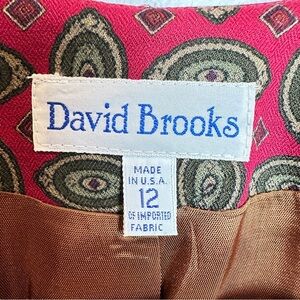 David Brooks
MADE
IN U.S.A.
12
OF IMPORTED
FABRIC